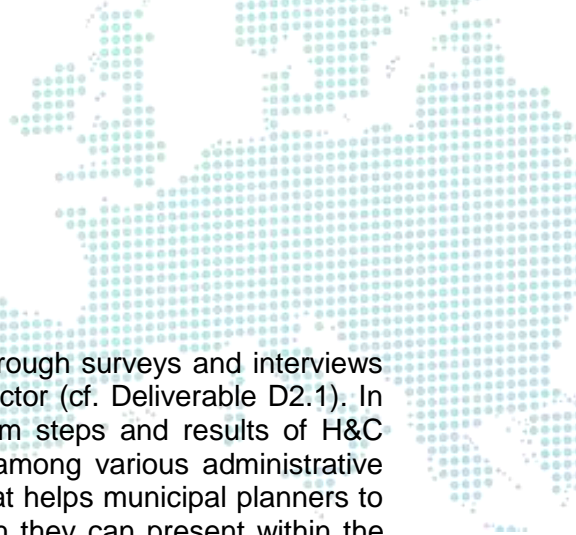 rough surveys and interviews
ctor (cf. Deliverable D2.1). In
m steps and results of H&C
among various administrative
at helps municipal planners to
they can present within the